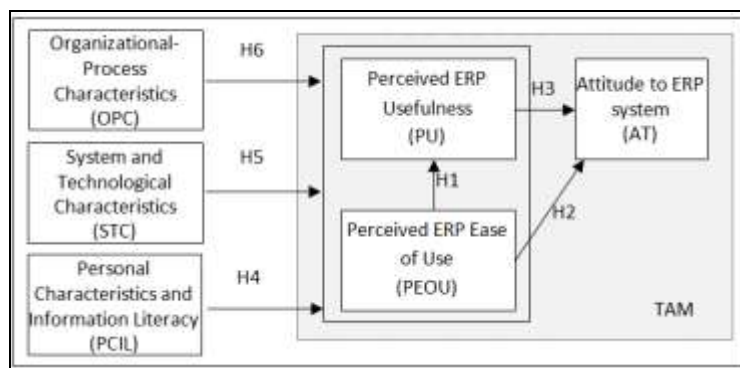 Organizational-
Process
Characteristics
(OPC)
H6
System and
Technological
Characteristics
(STC)
H5
Personal
Characteristics and
Information Literacy
(PCIL)
H4
Perceived ERP
Usefulness
(PU)
H3
Attitude to ERP
system
(AT)
H1
H2
Perceived ERP Ease
of Use
(PEOU)
TAM